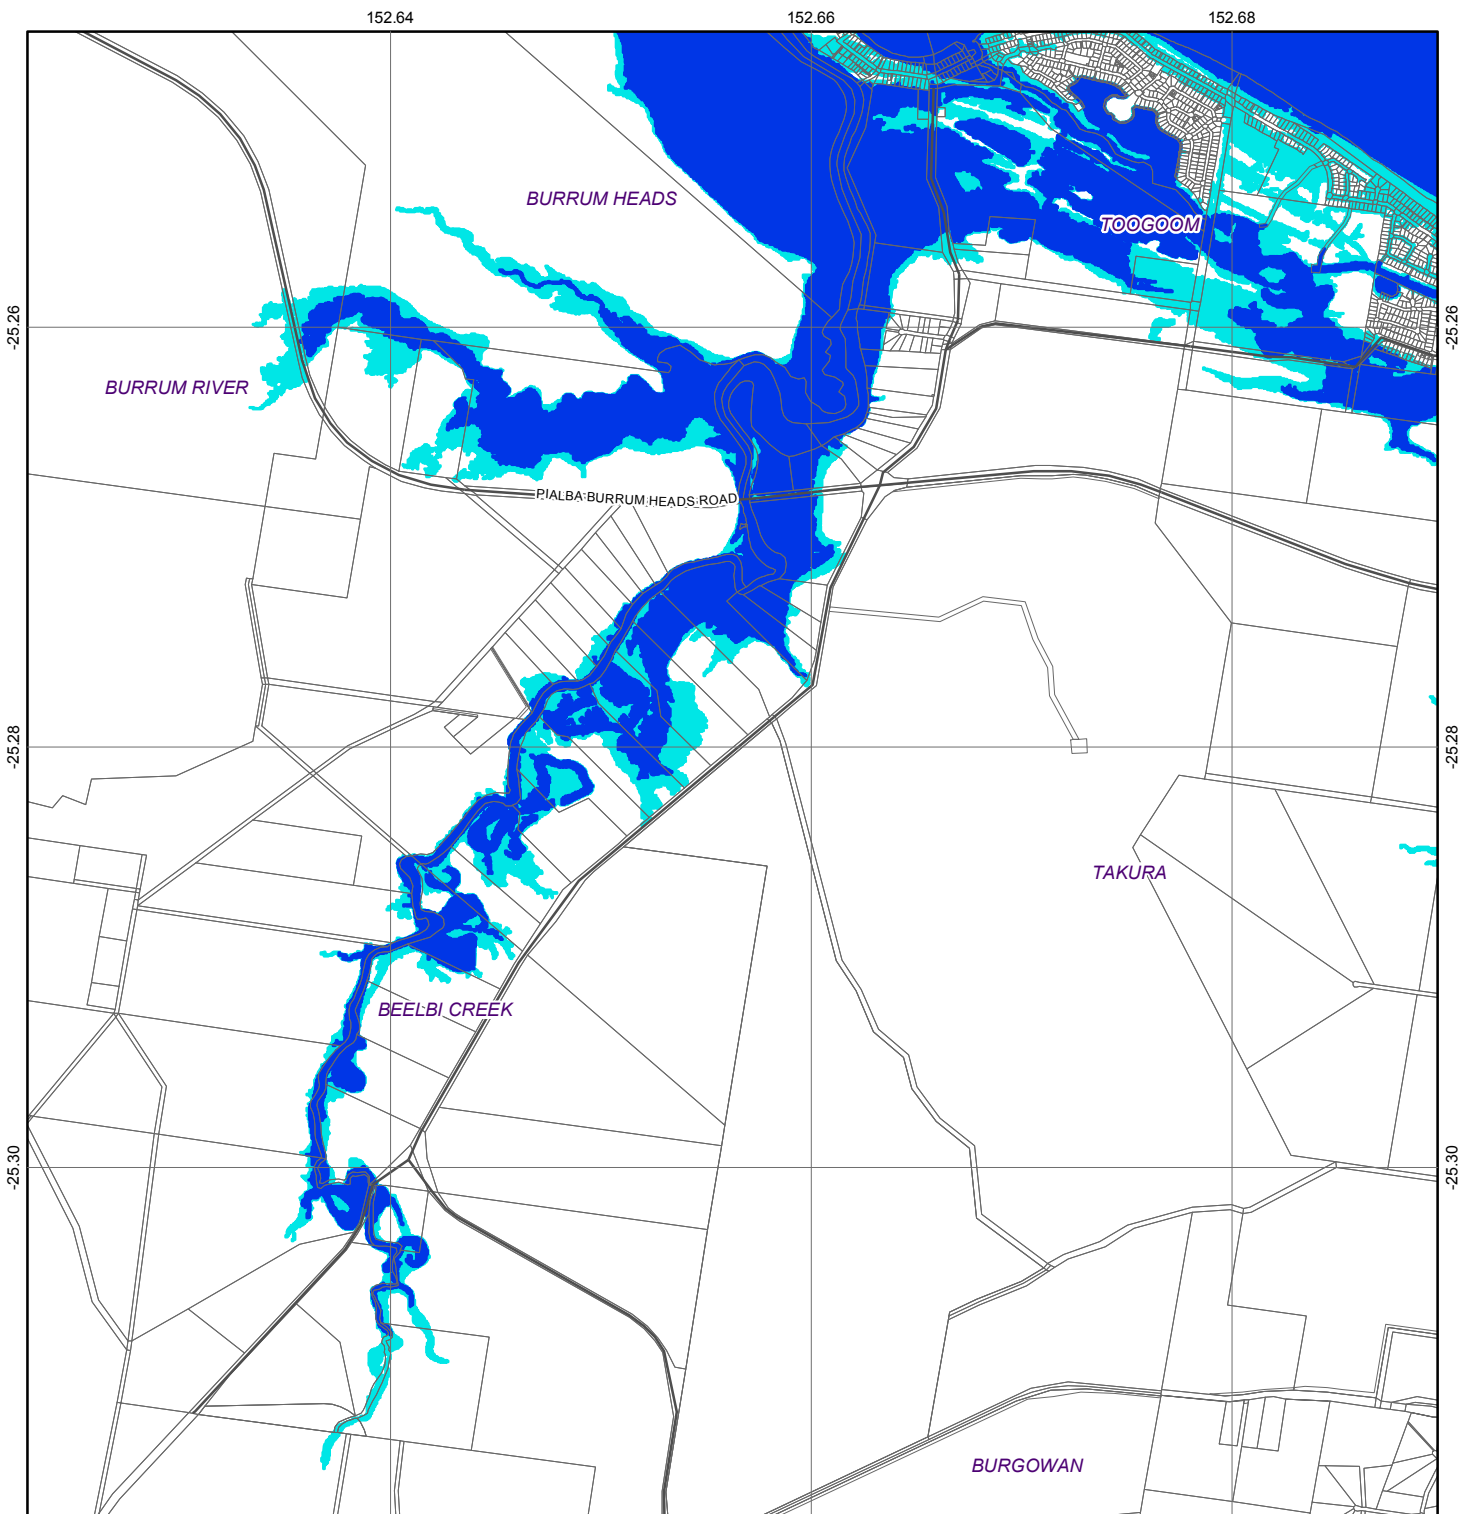 152.64
152.66
152.68
BURRUM HEADS
TOOGOOM
-25.26
-25.26
BURRUM RIVER
PIALBA BURRUM HEADS ROAD
-25.28
-25.28
TAKURA
BEELBI CREEK
-25.30
-25.30
BURGOWAN